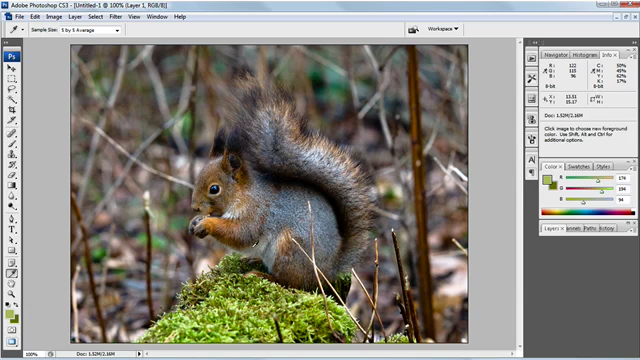 Adobe Photoshop CS3 - [Untitled-1 @ 100% (Layer 1, RGB/8)]
File Edit Image Layer Select Filter View Window Help
Sample Size: 5 by 5 Average
Workspace
Ps
Navigator Histogram Info
R : 122
G : 115
B : 96
8-bit
C : 50%
M : 45%
Y : 62%
K : 17%
8-bit
X : 13.51
Y : 15.17
W :
H :
Doc: 1.52M/2.16M
Click image to choose new foreground
color. Use Shift, Alt and Ctrl for
additional options.
Color Swatches Styles
R 174
G 194
B 94
Layers Paths
100% Doc: 1.52M/2.16M